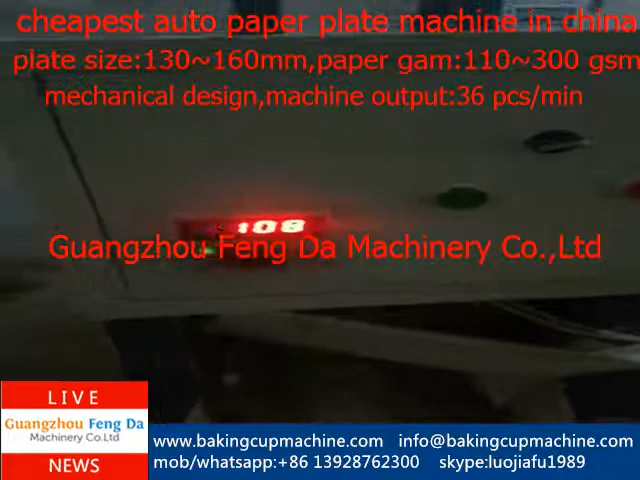 cheapest auto paper plate machine in china
plate size:130~160mm,paper gam:110~300 gsm
mechanical design,machine output:36 pcs/min
108
Guangzhou Feng Da Machinery Co.,Ltd
LIVE
Guangzhou Feng Da
Machinery Co.Ltd
NEWS
www.bakingcupmachine.com info@bakingcupmachine.com
mob/whatsapp:+86 13928762300 skype:luojiafu1989